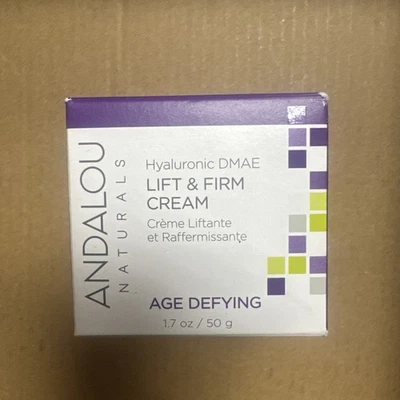 ANDALOU
NATURALS
Hyaluronic DMAE
LIFT & FIRM
CREAM
Crème Liftante
et Raffermissante
AGE DEFYING
1.7 oz / 50 g